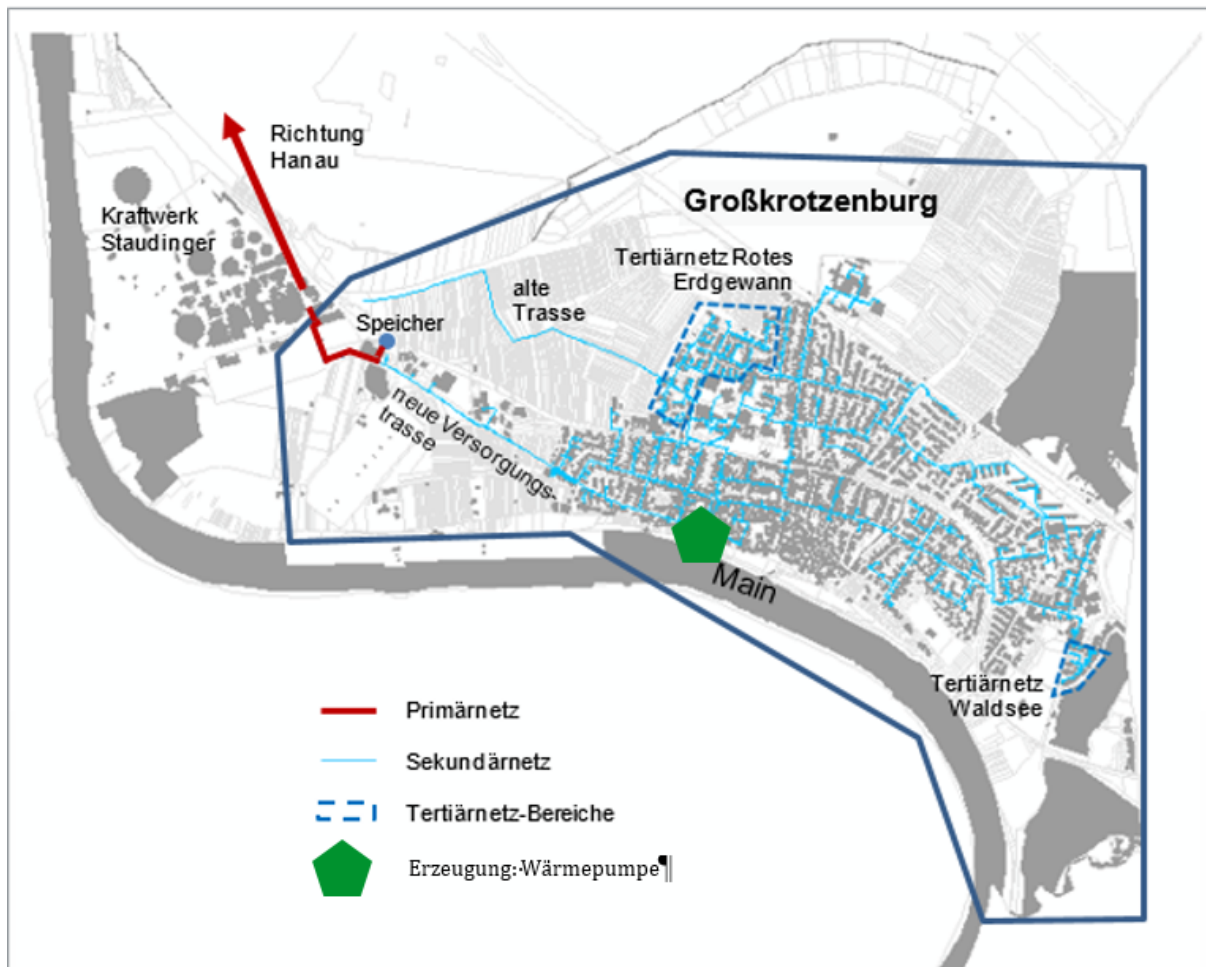 Richtung
Hanau
Kraftwerk
Staudinger
Großkrotzenburg
Tertiärnetz Rotes
Erdgewann
alte
Trasse
Speicher
neue Versorgungs-
trasse
Main
Tertiärnetz
Waldsee
Primärnetz
Sekundärnetz
Tertiärnetz-Bereiche
Erzeugung:·Wärmepumpe¶